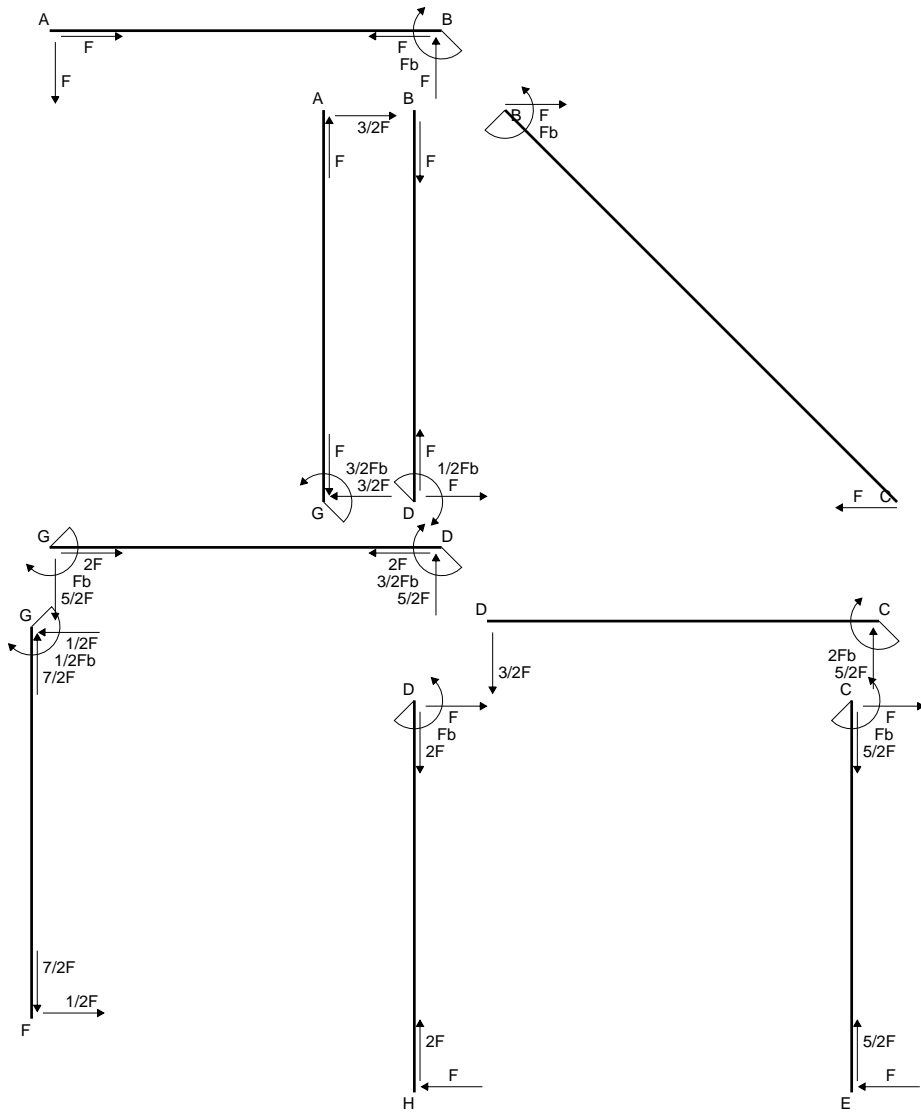 A B
F F
Fb
F F
A B
3/2F F
B Fb
F F
F F
3/2Fb 1/2Fb
3/2F F
G D
F C
G D
2F 2F
Fb 3/2Fb
5/2F 5/2F
G D C
1/2F
1/2Fb 2Fb
7/2F 3/2F 5/2F
D C
F F
Fb Fb
2F 5/2F
7/2F
1/2F
F
2F 5/2F
F F
H E